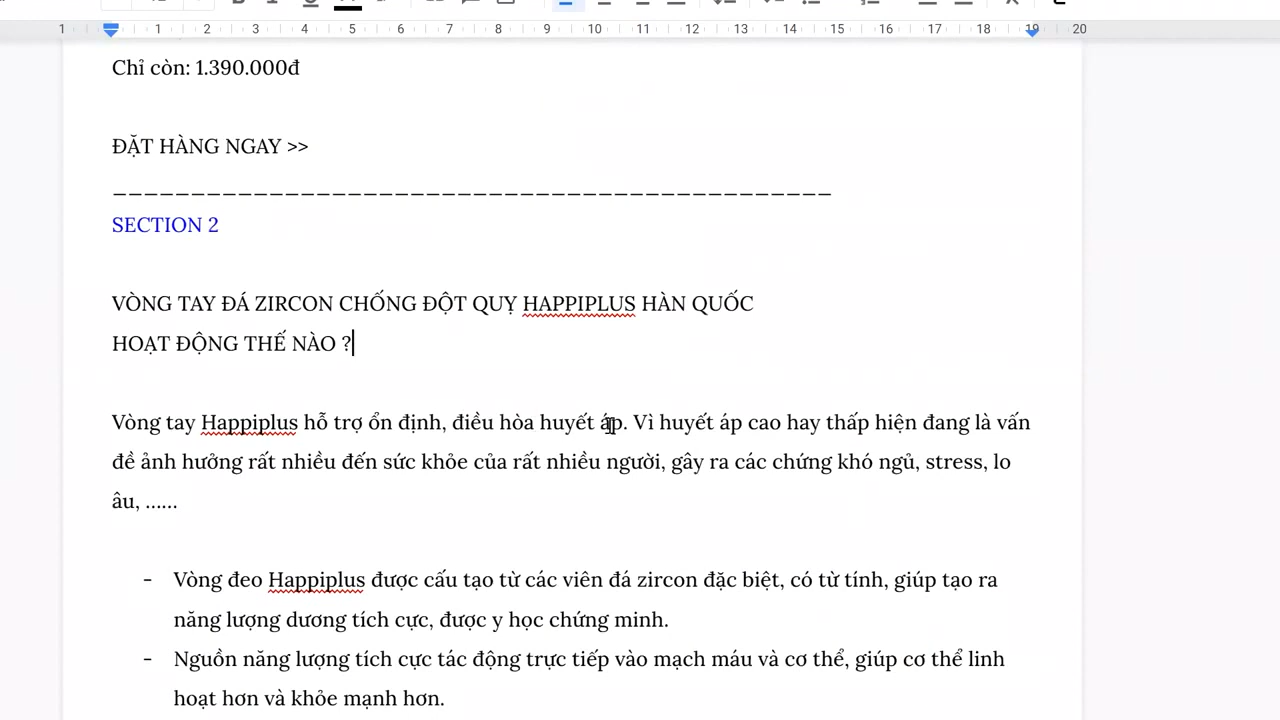 1 1 2 3 4 5 6 7 8 9 10 11 12 13 14 15 16 17 18 19 20
Chỉ còn: 1.390.000đ
ĐẶT HÀNG NGAY >>
______________________________________________
SECTION 2
VÒNG TAY ĐÁ ZIRCON CHỐNG ĐỘT QUỴ HAPPIPLUS HÀN QUỐC
HOẠT ĐỘNG THẾ NÀO ?
Vòng tay Happiplus hỗ trợ ổn định, điều hòa huyết áp. Vì huyết áp cao hay thấp hiện đang là vấn
đề ảnh hưởng rất nhiều đến sức khỏe của rất nhiều người, gây ra các chứng khó ngủ, stress, lo
âu, ......
- Vòng đeo Happiplus được cấu tạo từ các viên đá zircon đặc biệt, có từ tính, giúp tạo ra
năng lượng dương tích cực, được y học chứng minh.
- Nguồn năng lượng tích cực tác động trực tiếp vào mạch máu và cơ thể, giúp cơ thể linh
hoạt hơn và khỏe mạnh hơn.